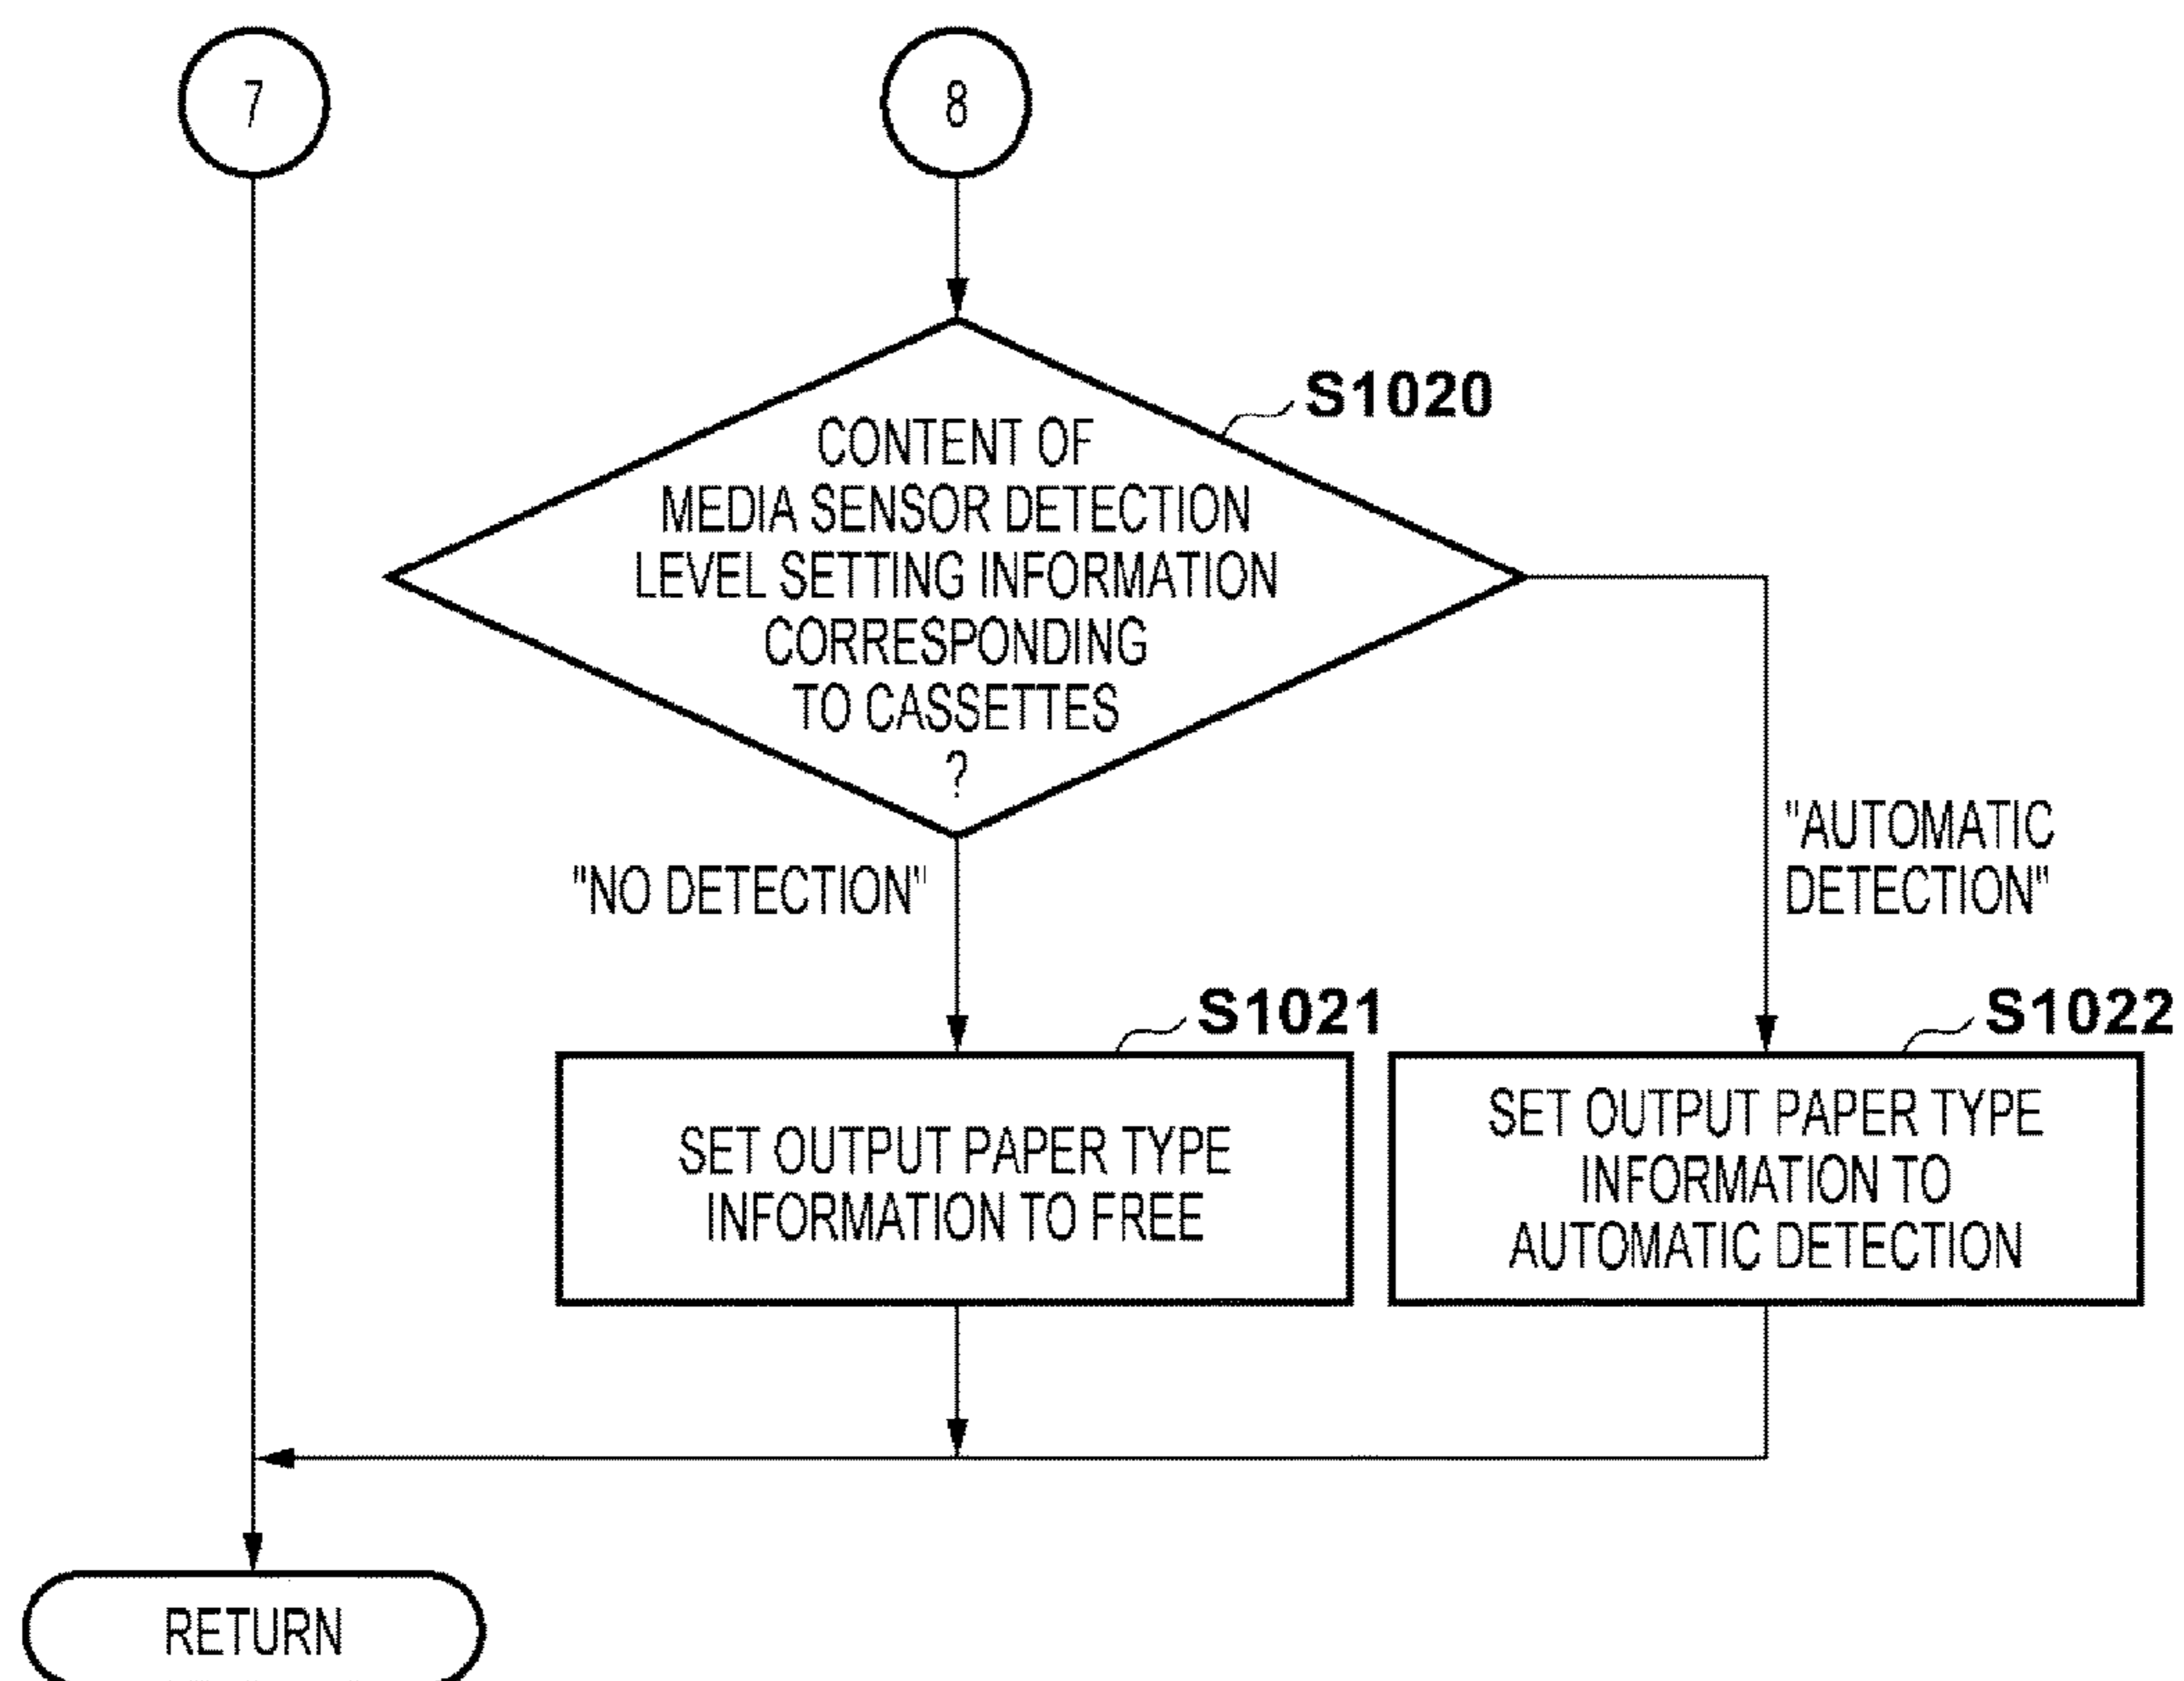 7
8
S1020
CONTENT OF
MEDIA SENSOR DETECTION
LEVEL SETTING INFORMATION
CORRESPONDING
TO CASSETTES
?
"NO DETECTION"
"AUTOMATIC
DETECTION"
S1021
SET OUTPUT PAPER TYPE
INFORMATION TO FREE
S1022
SET OUTPUT PAPER TYPE
INFORMATION TO
AUTOMATIC DETECTION
RETURN